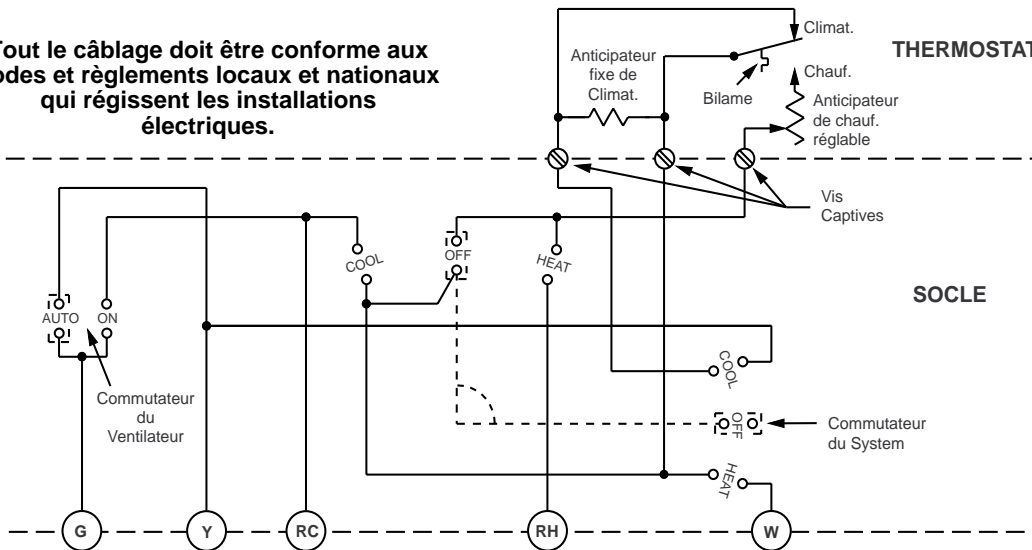 Tout le câblage doit être conforme aux
codes et règlements locaux et nationaux
qui régissent les installations
électriques.
Anticipateur
fixe de
Climat.
Climat.
Bilame
Chauf.
Anticipateur
de chauf.
réglable
THERMOSTAT
Vis
Captives
COOL
OFF
HEAT
SOCLE
AUTO
ON
Commutateur
du
Ventilateur
COOL
OFF
Commutateur
du System
HEAT
G
Y
RC
RH
W